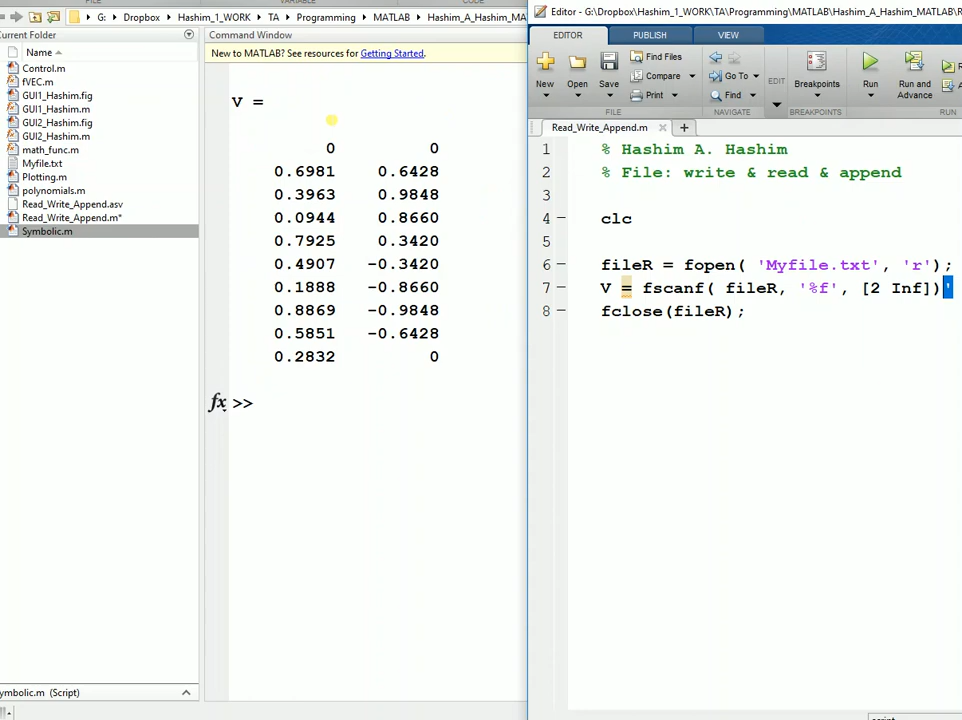 VARIABLE
CODE
G: Dropbox Hashim_1_WORK TA Programming MATLAB Hashim_A_Hashim_MA
Current Folder
Name
Control.m
fVEC.m
GUI1_Hashim.fig
GUI1_Hashim.m
GUI2_Hashim.fig
GUI2_Hashim.m
math_func.m
Myfile.txt
Plotting.m
polynomials.m
Read_Write_Append.asv
Read_Write_Append.m*
Symbolic.m
ymbolic.m (Script)
Command Window
New to MATLAB? See resources for Getting Started.
V =
0 0
0.6981 0.6428
0.3963 0.9848
0.0944 0.8660
0.7925 0.3420
0.4907 -0.3420
0.1888 -0.8660
0.8869 -0.9848
0.5851 -0.6428
0.2832 0
fx >>
Editor - G:\Dropbox\Hashim_1_WORK\TA\Programming\MATLAB\Hashim_A_Hashim_MATLAB\R
EDITOR PUBLISH VIEW
New Open Save
Find Files
Compare
Print
Go To
Find
EDIT
Breakpoints
Run
Run and
Advance
R
A
FILE NAVIGATE BREAKPOINTS RUN
Read_Write_Append.m × +
1 % Hashim A. Hashim
2 % File: write & read & append
3
4 – clc
5
6 – fileR = fopen( 'Myfile.txt', 'r');
7 – V = fscanf( fileR, '%f', [2 Inf])'
8 – fclose(fileR);